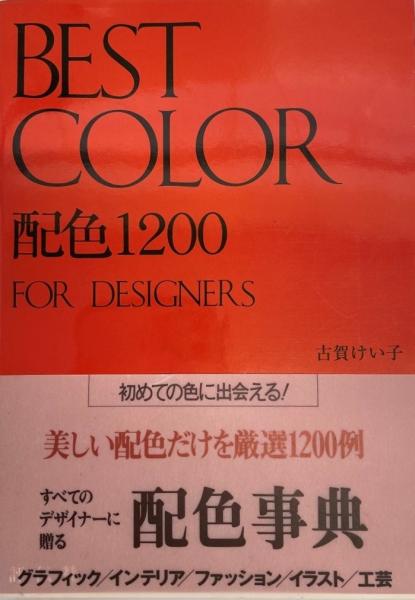 BEST
COLOR
配色1200
FOR DESIGNERS
古賀けい子
初めての色に出会える!
美しい配色だけを厳選1200例
すべての
デザイナーに
贈る
配色事典
グラフィック/インテリア/ファッション/イラスト/工芸